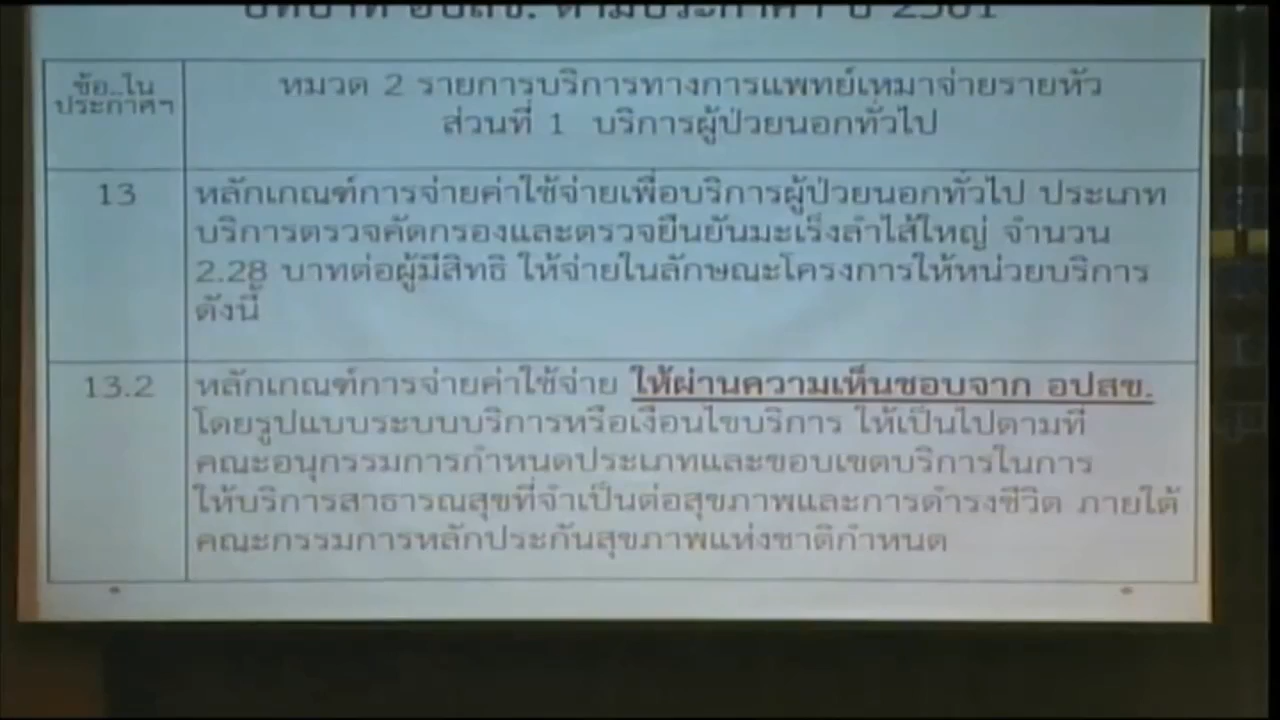 บทบาท อปสข. ตามประกาศฯ ปี 2561
ข้อ..ใน
ประกาศฯ
หมวด 2 รายการบริการทางการแพทย์เหมาจ่ายรายหัว
ส่วนที่ 1 บริการผู้ป่วยนอกทั่วไป
13
หลักเกณฑ์การจ่ายค่าใช้จ่ายเพื่อบริการผู้ป่วยนอกทั่วไป ประเภท
บริการตรวจคัดกรองและตรวจยืนยันมะเร็งลำไส้ใหญ่ จำนวน
2.28 บาทต่อผู้มีสิทธิ ให้จ่ายในลักษณะโครงการให้หน่วยบริการ
ดังนี้
13.2
หลักเกณฑ์การจ่ายค่าใช้จ่าย ให้ผ่านความเห็นชอบจาก อปสข.
โดยรูปแบบระบบบริการหรือเงื่อนไขบริการ ให้เป็นไปตามที่
คณะอนุกรรมการกำหนดประเภทและขอบเขตบริการในการ
ให้บริการสาธารณสุขที่จำเป็นต่อสุขภาพและการดำรงชีวิต ภายใต้
คณะกรรมการหลักประกันสุขภาพแห่งชาติกำหนด